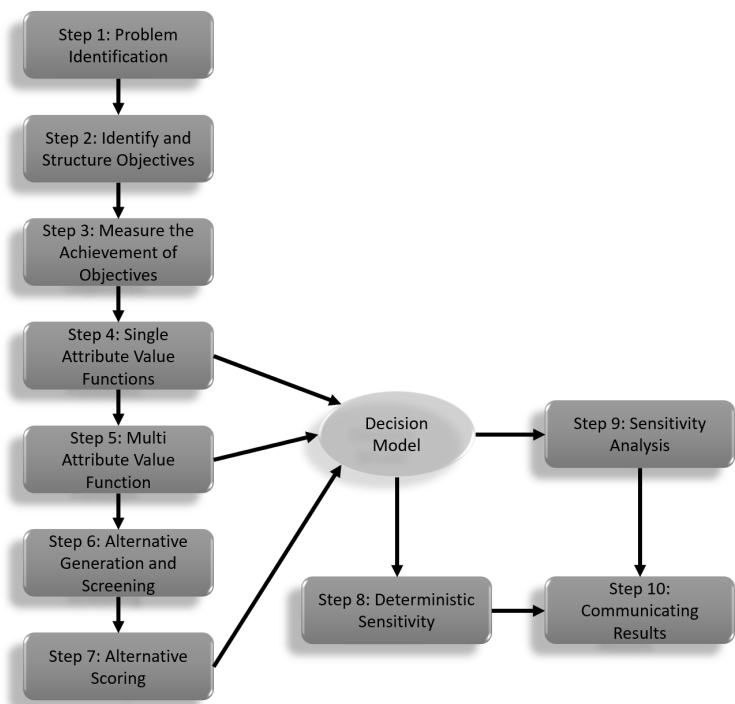 Step 1: Problem
Identification
Step 2: Identify and
Structure Objectives
Step 3: Measure the
Achievement of
Objectives
Step 4: Single
Attribute Value
Functions
Step 5: Multi
Attribute Value
Function
Step 6: Alternative
Generation and
Screening
Step 7: Alternative
Scoring
Decision
Model
Step 8: Deterministic
Sensitivity
Step 9: Sensitivity
Analysis
Step 10:
Communicating
Results